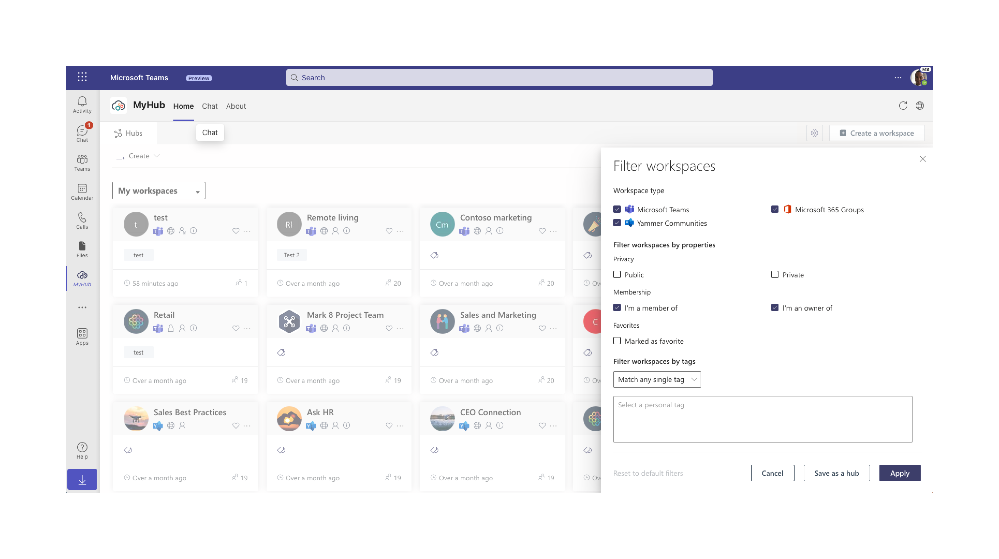 Microsoft Teams Preview Search MS
Activity
1
Chat
Teams
Calendar
Calls
Files
MyHub
Apps
Help
MyHub Home Chat About
Hubs Chat Create a workspace
Create
My workspaces
test
test
58 minutes ago 1
Rl Remote living
Test 2
Over a month ago 20
Cm Contoso marketing
Over a month ago 20
Retail
test
Over a month ago 19
Mark 8 Project Team
Over a month ago 19
Sales and Marketing
Over a month ago 20
C
Sales Best Practices
Over a month ago 19
Ask HR
Over a month ago 19
CEO Connection
Over a month ago 19
Filter workspaces
Workspace type
Microsoft Teams Microsoft 365 Groups
Yammer Communities
Filter workspaces by properties
Privacy
Public Private
Membership
I'm a member of I'm an owner of
Favorites
Marked as favorite
Filter workspaces by tags
Match any single tag
Select a personal tag
Reset to default filters Cancel Save as a hub Apply